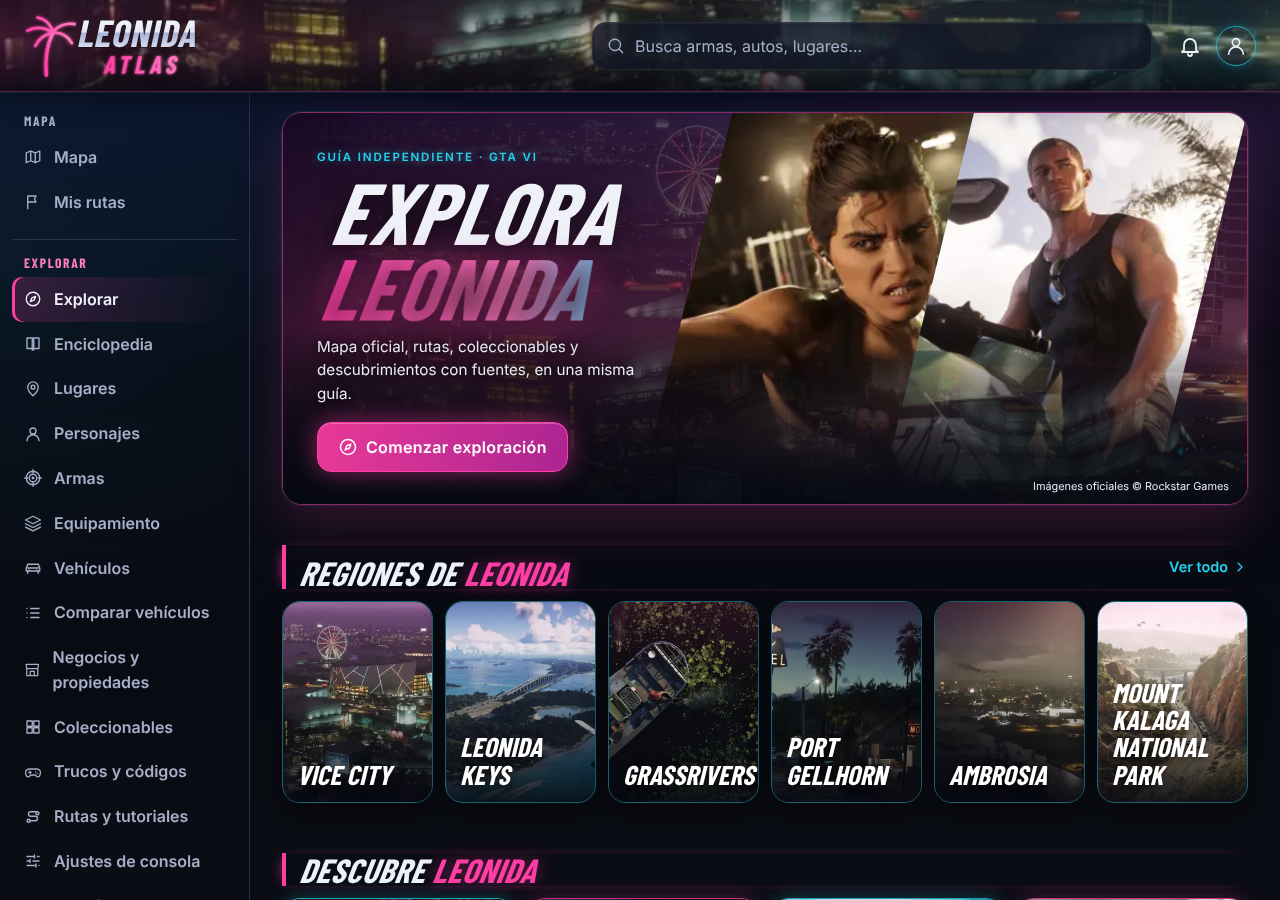 LEONIDA
ATLAS
Busca armas, autos, lugares...
MAPA
Mapa
Mis rutas
EXPLORAR
Explorar
Enciclopedia
Lugares
Personajes
Armas
Equipamiento
Vehículos
Comparar vehículos
Negocios y
propiedades
Coleccionables
Trucos y códigos
Rutas y tutoriales
Ajustes de consola
GUÍA INDEPENDIENTE · GTA VI
EXPLORA
LEONIDA
Mapa oficial, rutas, coleccionables y
descubrimientos con fuentes, en una misma
guía.
Comenzar exploración
Imágenes oficiales © Rockstar Games
REGIONES DE LEONIDA
Ver todo
VICE CITY
LEONIDA
KEYS
GRASSRIVERS
PORT
GELLHORN
AMBROSIA
MOUNT
KALAGA
NATIONAL
PARK
DESCUBRE LEONIDA